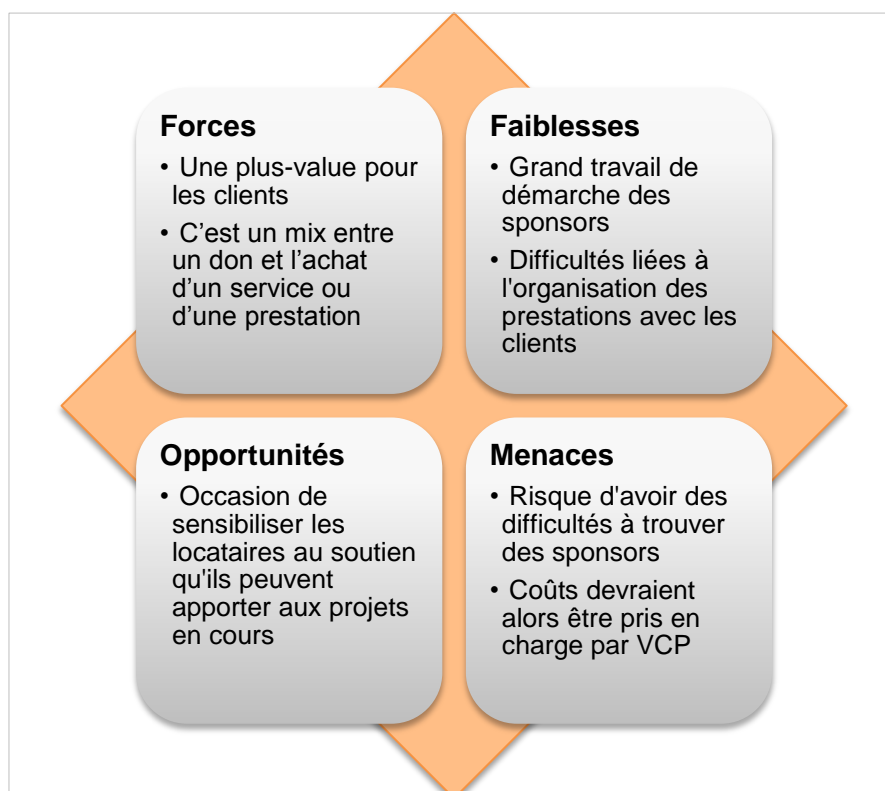 Forces
• Une plus-value pour
les clients
• C’est un mix entre
un don et l’achat
d’un service ou
d’une prestation
Faiblesses
• Grand travail de
démarche des
sponsors
• Difficultés liées à
l'organisation des
prestations avec les
clients
Opportunités
• Occasion de
sensibiliser les
locataires au soutien
qu'ils peuvent
apporter aux projets
en cours
Menaces
• Risque d'avoir des
difficultés à trouver
des sponsors
• Coûts devraient
alors être pris en
charge par VCP